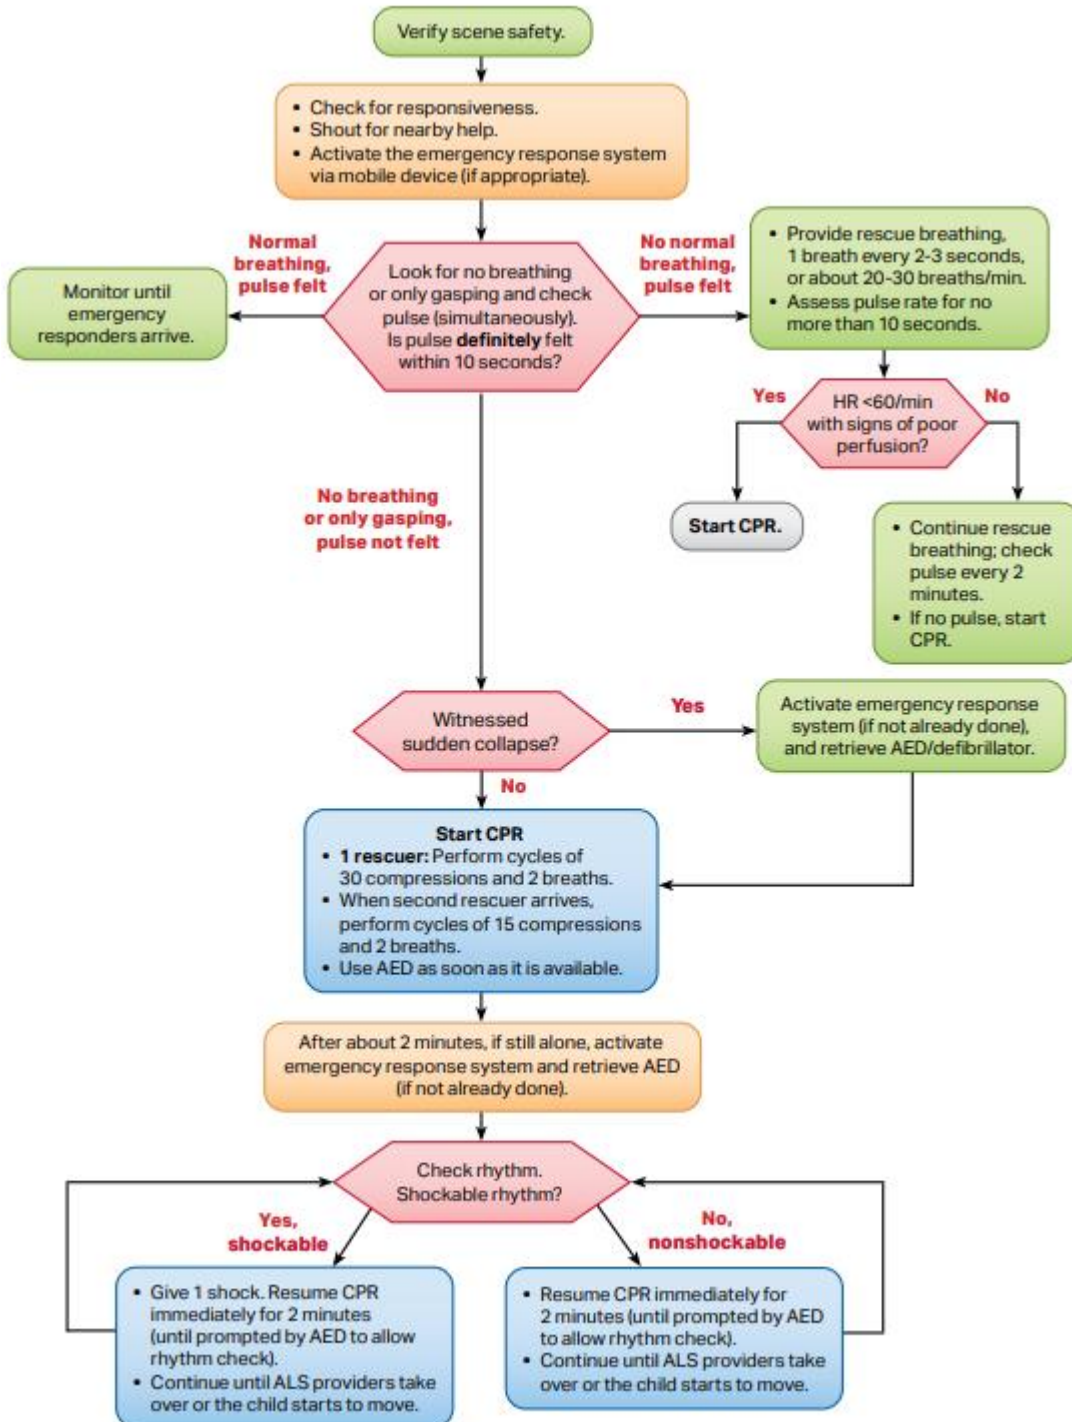 Verify scene safety.
• Check for responsiveness.
• Shout for nearby help.
• Activate the emergency response system
via mobile device (if appropriate).
Normal
breathing,
pulse felt
No normal
breathing,
pulse felt
Look for no breathing
or only gasping and check
pulse (simultaneously).
Is pulse definitely felt
within 10 seconds?
Monitor until
emergency
responders arrive.
• Provide rescue breathing,
1 breath every 2-3 seconds,
or about 20-30 breaths/min.
• Assess pulse rate for no
more than 10 seconds.
Yes
HR <60/min
with signs of poor
perfusion?
No
Start CPR.
• Continue rescue
breathing; check
pulse every 2
minutes.
• If no pulse, start
CPR.
No breathing
or only gasping,
pulse not felt
Witnessed
sudden collapse?
Yes
Activate emergency response
system (if not already done),
and retrieve AED/defibrillator.
No
Start CPR
• 1 rescuer: Perform cycles of
30 compressions and 2 breaths.
• When second rescuer arrives,
perform cycles of 15 compressions
and 2 breaths.
• Use AED as soon as it is available.
After about 2 minutes, if still alone, activate
emergency response system and retrieve AED
(if not already done).
Check rhythm.
Shockable rhythm?
Yes,
shockable
No,
nonshockable
• Give 1 shock. Resume CPR
immediately for 2 minutes
(until prompted by AED to allow
rhythm check).
• Continue until ALS providers take
over or the child starts to move.
• Resume CPR immediately for
2 minutes (until prompted by AED
to allow rhythm check).
• Continue until ALS providers take
over or the child starts to move.